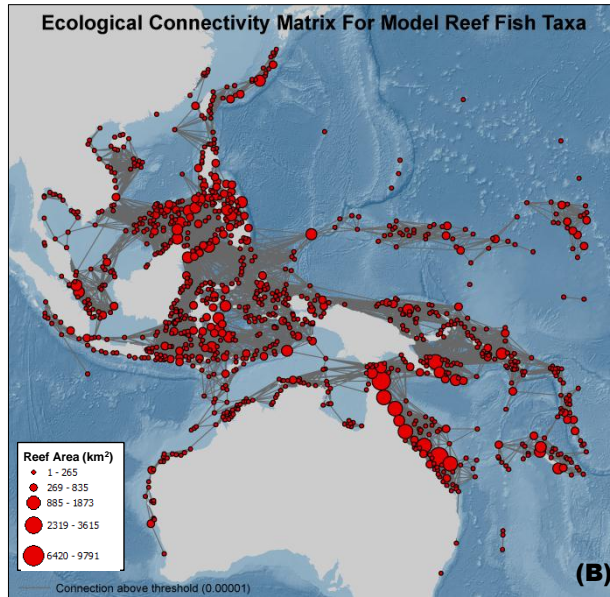 Ecological Connectivity Matrix For Model Reef Fish Taxa
Reef Area (km²)
1 - 265
269 - 835
885 - 1873
2319 - 3615
6420 - 9791
Connection above threshold (0.00001)
(B)